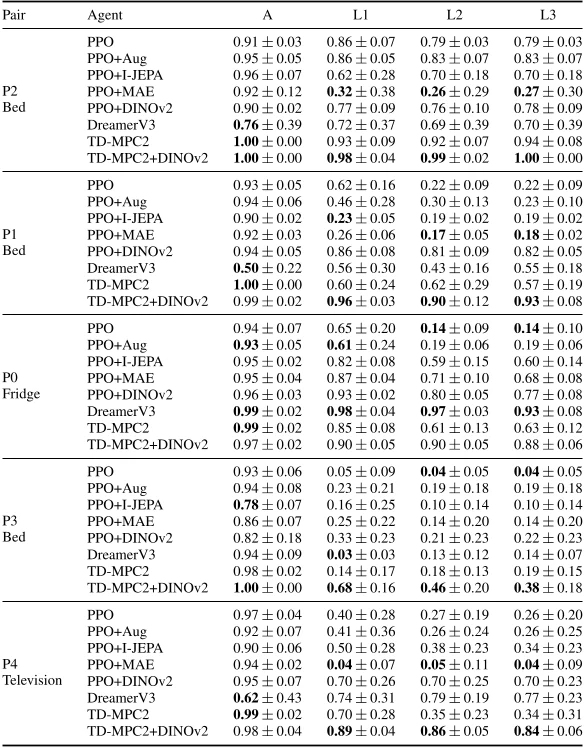 Pair Agent A L1 L2 L3
PPO 0.91 ± 0.03 0.86 ± 0.07 0.79 ± 0.03 0.79 ± 0.03
PPO+Aug 0.95 ± 0.05 0.86 ± 0.05 0.83 ± 0.07 0.83 ± 0.07
PPO+I-JEPA 0.96 ± 0.07 0.62 ± 0.28 0.70 ± 0.18 0.70 ± 0.18
P2 PPO+MAE 0.92 ± 0.12 0.32 ± 0.38 0.26 ± 0.29 0.27 ± 0.30
Bed PPO+DINOv2 0.90 ± 0.02 0.77 ± 0.09 0.76 ± 0.10 0.78 ± 0.09
DreamerV3 0.76 ± 0.39 0.72 ± 0.37 0.69 ± 0.39 0.70 ± 0.39
TD-MPC2 1.00 ± 0.00 0.93 ± 0.09 0.92 ± 0.07 0.94 ± 0.08
TD-MPC2+DINOv2 1.00 ± 0.00 0.98 ± 0.04 0.99 ± 0.02 1.00 ± 0.00
PPO 0.93 ± 0.05 0.62 ± 0.16 0.22 ± 0.09 0.22 ± 0.09
PPO+Aug 0.94 ± 0.06 0.46 ± 0.28 0.30 ± 0.13 0.23 ± 0.10
PPO+I-JEPA 0.90 ± 0.02 0.23 ± 0.05 0.19 ± 0.02 0.19 ± 0.02
P1 PPO+MAE 0.92 ± 0.03 0.26 ± 0.06 0.17 ± 0.05 0.18 ± 0.02
Bed PPO+DINOv2 0.94 ± 0.05 0.86 ± 0.08 0.81 ± 0.09 0.82 ± 0.05
DreamerV3 0.50 ± 0.22 0.56 ± 0.30 0.43 ± 0.16 0.55 ± 0.18
TD-MPC2 1.00 ± 0.00 0.60 ± 0.24 0.62 ± 0.29 0.57 ± 0.19
TD-MPC2+DINOv2 0.99 ± 0.02 0.96 ± 0.03 0.90 ± 0.12 0.93 ± 0.08
PPO 0.94 ± 0.07 0.65 ± 0.20 0.14 ± 0.09 0.14 ± 0.10
PPO+Aug 0.93 ± 0.05 0.61 ± 0.24 0.19 ± 0.06 0.19 ± 0.06
PPO+I-JEPA 0.95 ± 0.02 0.82 ± 0.08 0.59 ± 0.15 0.60 ± 0.14
P0 PPO+MAE 0.95 ± 0.04 0.87 ± 0.04 0.71 ± 0.10 0.68 ± 0.08
Fridge PPO+DINOv2 0.96 ± 0.03 0.93 ± 0.02 0.80 ± 0.05 0.77 ± 0.08
DreamerV3 0.99 ± 0.02 0.98 ± 0.04 0.97 ± 0.03 0.93 ± 0.08
TD-MPC2 0.99 ± 0.02 0.85 ± 0.08 0.61 ± 0.13 0.63 ± 0.12
TD-MPC2+DINOv2 0.97 ± 0.02 0.90 ± 0.05 0.90 ± 0.05 0.88 ± 0.06
PPO 0.93 ± 0.06 0.05 ± 0.09 0.04 ± 0.05 0.04 ± 0.05
PPO+Aug 0.94 ± 0.08 0.23 ± 0.21 0.19 ± 0.18 0.19 ± 0.18
PPO+I-JEPA 0.78 ± 0.07 0.16 ± 0.25 0.10 ± 0.14 0.10 ± 0.14
P3 PPO+MAE 0.86 ± 0.07 0.25 ± 0.22 0.14 ± 0.20 0.14 ± 0.20
Bed PPO+DINOv2 0.82 ± 0.18 0.33 ± 0.23 0.21 ± 0.23 0.22 ± 0.23
DreamerV3 0.94 ± 0.09 0.03 ± 0.03 0.13 ± 0.12 0.14 ± 0.07
TD-MPC2 0.98 ± 0.02 0.14 ± 0.17 0.18 ± 0.13 0.19 ± 0.15
TD-MPC2+DINOv2 1.00 ± 0.00 0.68 ± 0.16 0.46 ± 0.20 0.38 ± 0.18
PPO 0.97 ± 0.04 0.40 ± 0.28 0.27 ± 0.19 0.26 ± 0.20
PPO+Aug 0.92 ± 0.07 0.41 ± 0.36 0.26 ± 0.24 0.26 ± 0.25
PPO+I-JEPA 0.90 ± 0.06 0.50 ± 0.28 0.38 ± 0.23 0.34 ± 0.23
P4 PPO+MAE 0.94 ± 0.02 0.04 ± 0.07 0.05 ± 0.11 0.04 ± 0.09
Television PPO+DINOv2 0.95 ± 0.07 0.70 ± 0.26 0.70 ± 0.25 0.70 ± 0.23
DreamerV3 0.62 ± 0.43 0.74 ± 0.31 0.79 ± 0.19 0.77 ± 0.23
TD-MPC2 0.99 ± 0.02 0.70 ± 0.28 0.35 ± 0.23 0.34 ± 0.31
TD-MPC2+DINOv2 0.98 ± 0.04 0.89 ± 0.04 0.86 ± 0.05 0.84 ± 0.06